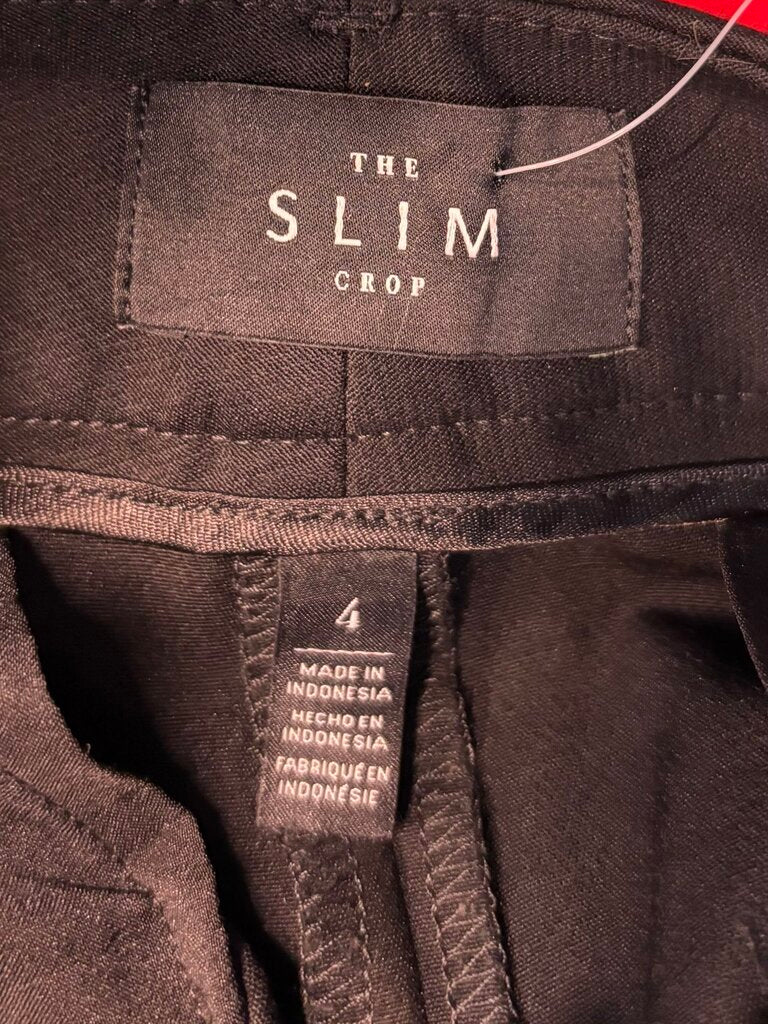 THE
SLIM
CROP
4
MADE IN
INDONESIA
HECHO EN
INDONESIA
FABRIQUÉ EN
INDONÉSIE